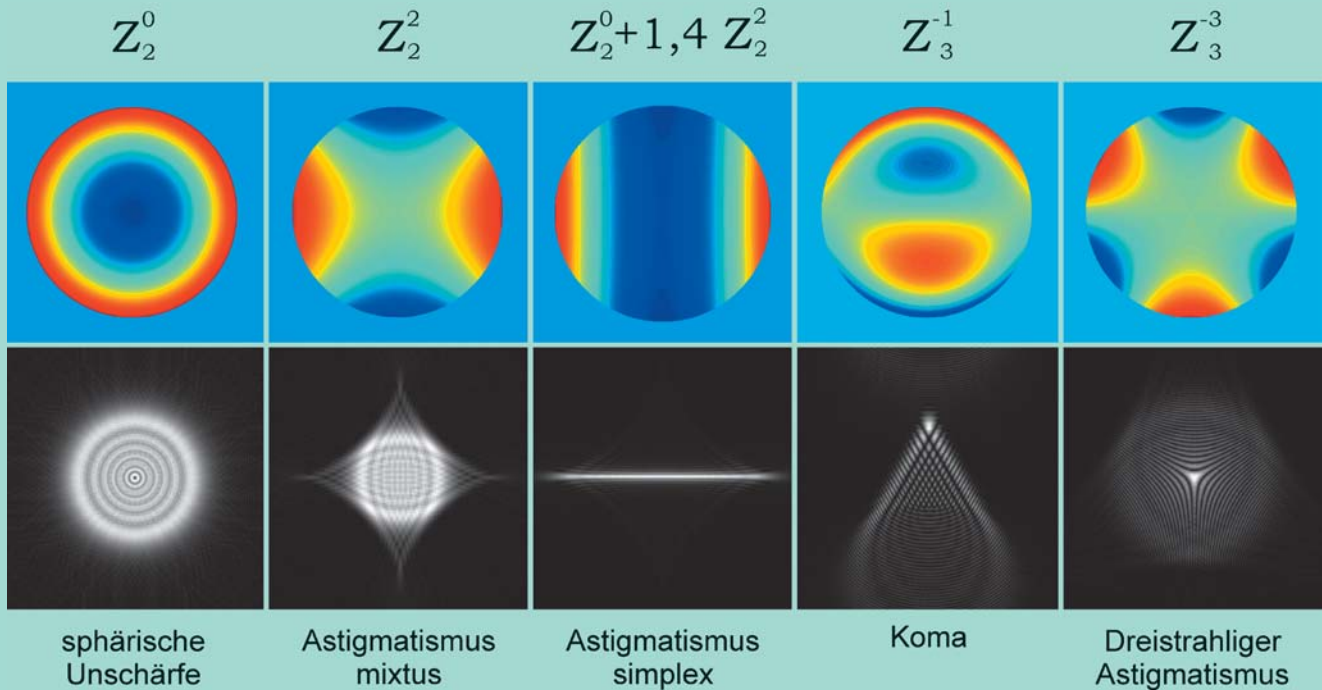 Z₂⁰ Z₂² Z₂⁰+1,4 Z₂² Z₃⁻¹ Z₃⁻³
sphärische Unschärfe
Astigmatismus mixtus
Astigmatismus simplex
Koma
Dreistrahliger Astigmatismus